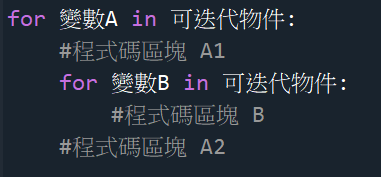 for 變數A in 可迭代物件:
    #程式碼區塊 A1
    for 變數B in 可迭代物件:
        #程式碼區塊 B
    #程式碼區塊 A2